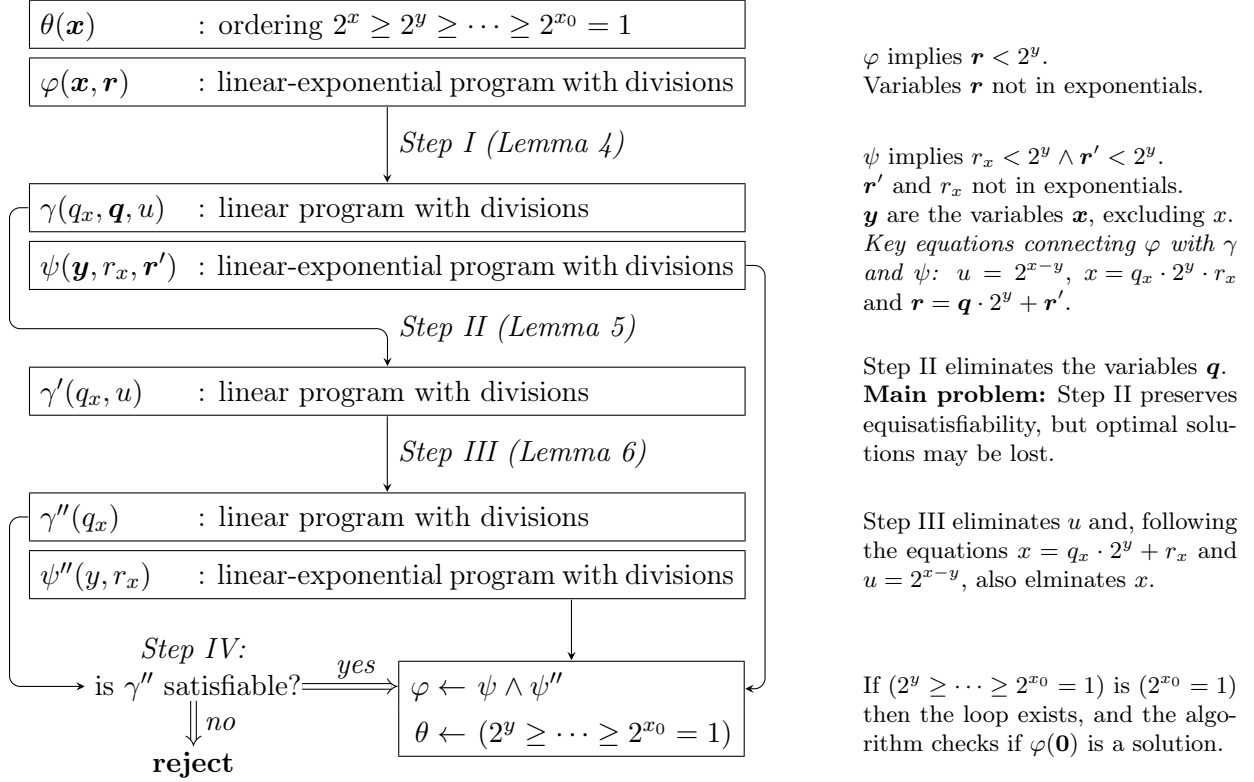 θ(𝒙) : ordering 2^x ≥ 2^y ≥ ⋯ ≥ 2^{x_0} = 1
φ(𝒙, 𝒓) : linear-exponential program with divisions
φ implies 𝒓 < 2^y.
Variables 𝒓 not in exponentials.
Step I (Lemma 4)
γ(q_x, 𝒒, u) : linear program with divisions
ψ(𝒚, r_x, 𝒓′) : linear-exponential program with divisions
ψ implies r_x < 2^y ∧ 𝒓′ < 2^y.
𝒓′ and r_x not in exponentials.
𝒚 are the variables 𝒙, excluding x.
Key equations connecting φ with γ
and ψ: u = 2^{x−y}, x = q_x · 2^y · r_x
and 𝒓 = 𝒒 · 2^y + 𝒓′.
Step II (Lemma 5)
γ′(q_x, u) : linear program with divisions
Step II eliminates the variables 𝒒.
Main problem: Step II preserves
equisatisfiability, but optimal solu-
tions may be lost.
Step III (Lemma 6)
γ″(q_x) : linear program with divisions
ψ″(y, r_x) : linear-exponential program with divisions
Step III eliminates u and, following
the equations x = q_x · 2^y + r_x and
u = 2^{x−y}, also elminates x.
Step IV:
is γ″ satisfiable?
yes
no
reject
φ ← ψ ∧ ψ″
θ ← (2^y ≥ ⋯ ≥ 2^{x_0} = 1)
If (2^y ≥ ⋯ ≥ 2^{x_0} = 1) is (2^{x_0} = 1)
then the loop exists, and the algo-
rithm checks if φ(𝟎) is a solution.